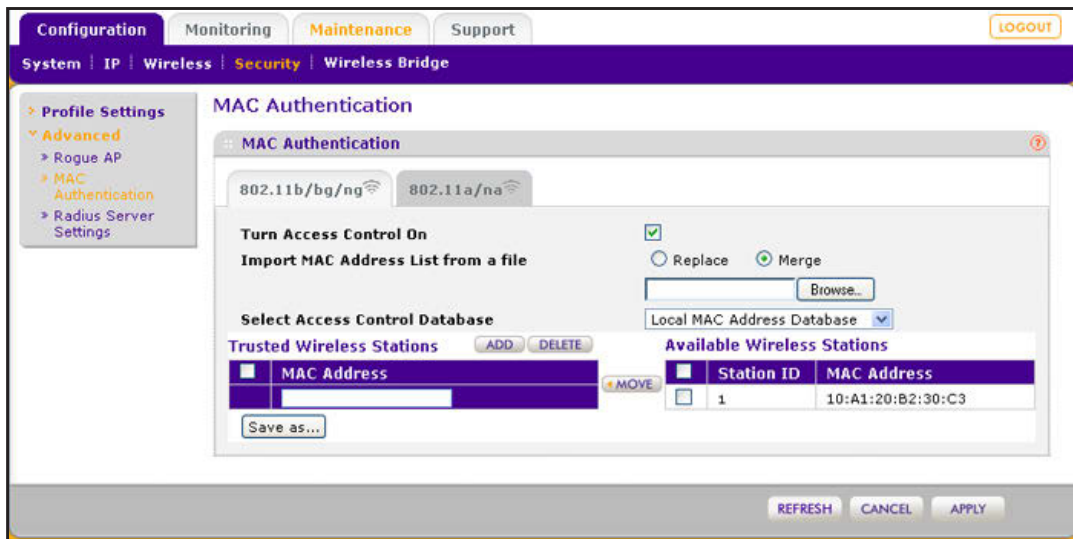 Configuration Monitoring Maintenance Support LOGOUT
System IP Wireless Security Wireless Bridge
Profile Settings
Advanced
Rogue AP
MAC
Authentication
Radius Server
Settings
MAC Authentication
MAC Authentication ?
802.11b/bg/ng 802.11a/na
Turn Access Control On
Import MAC Address List from a file Replace Merge
Browse...
Select Access Control Database Local MAC Address Database
Trusted Wireless Stations ADD DELETE
MAC Address
MOVE
Available Wireless Stations
Station ID MAC Address
1 10:A1:20:B2:30:C3
Save as...
REFRESH CANCEL APPLY